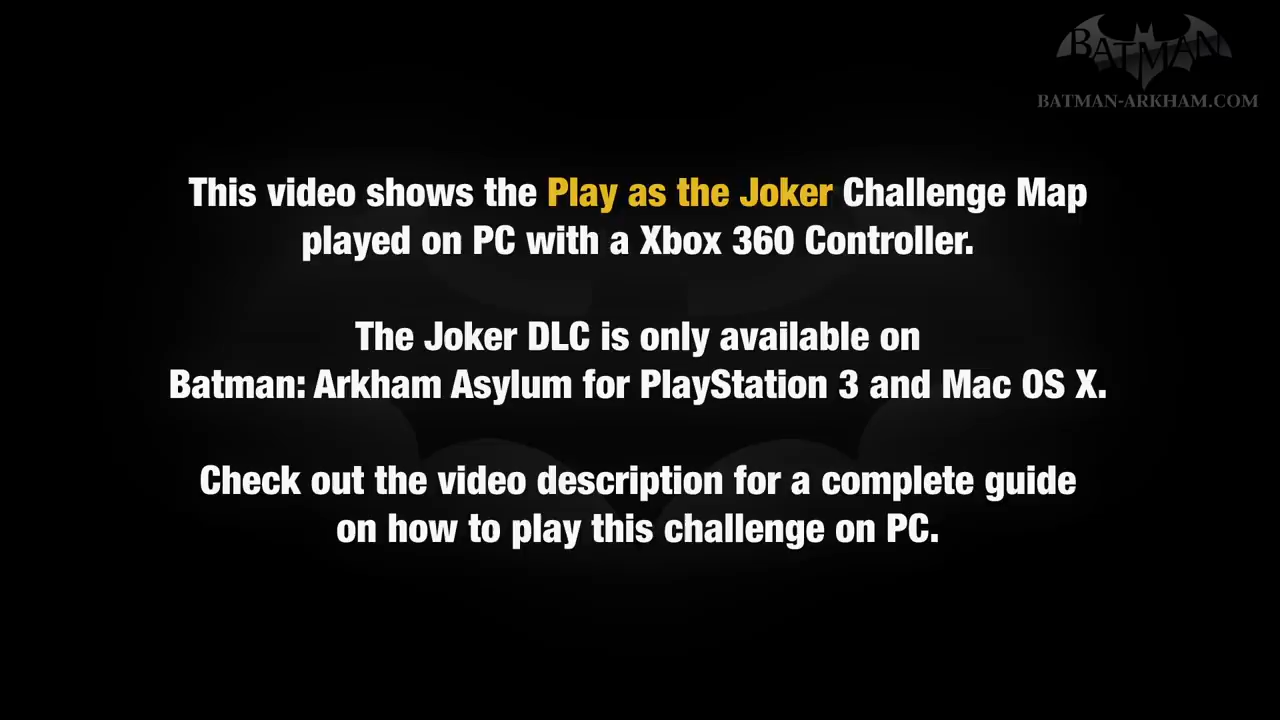 BATMAN
BATMAN-ARKHAM.COM
This video shows the Play as the Joker Challenge Map
played on PC with a Xbox 360 Controller.
The Joker DLC is only available on
Batman: Arkham Asylum for PlayStation 3 and Mac OS X.
Check out the video description for a complete guide
on how to play this challenge on PC.